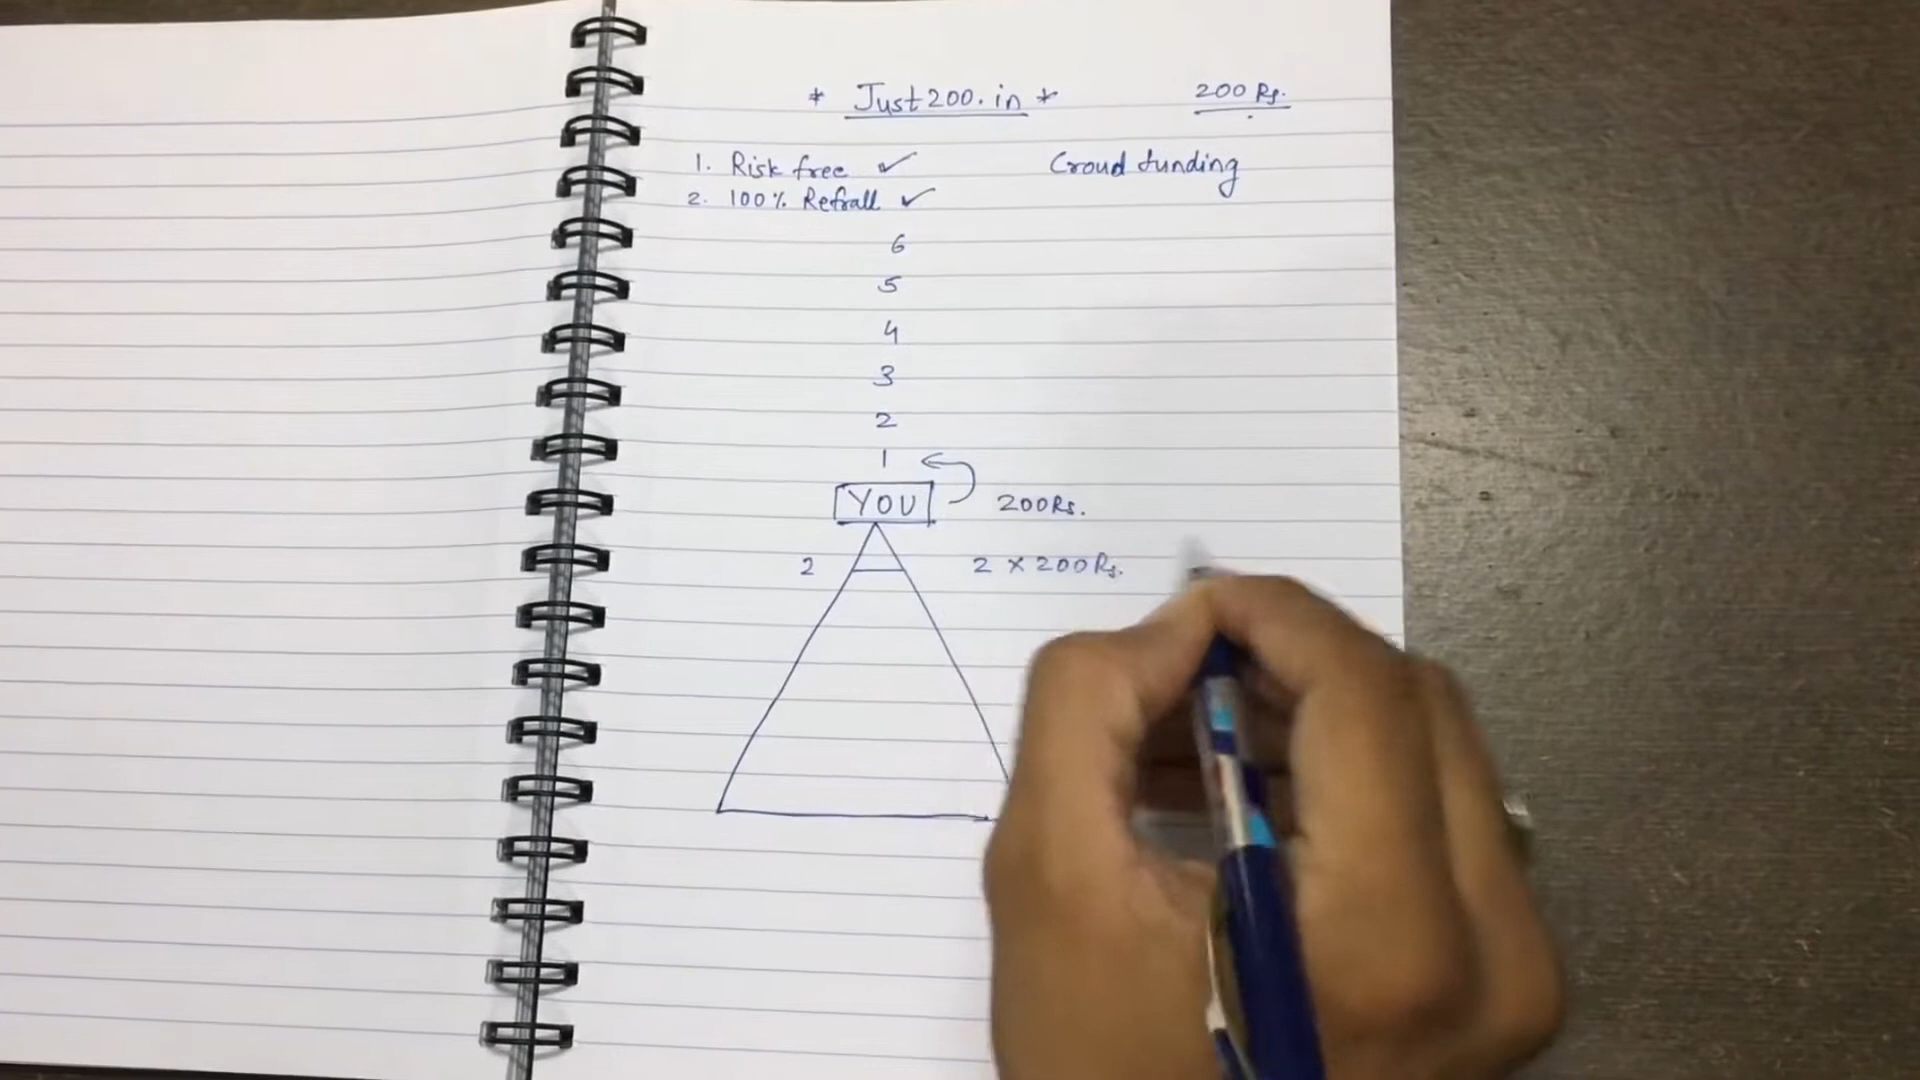 * Just200.in * 200 Rs.
1. Risk free ✓ Croud funding
2. 100% Refrall ✓
6
5
4
3
2
1
YOU 200Rs.
2 2 × 200Rs.